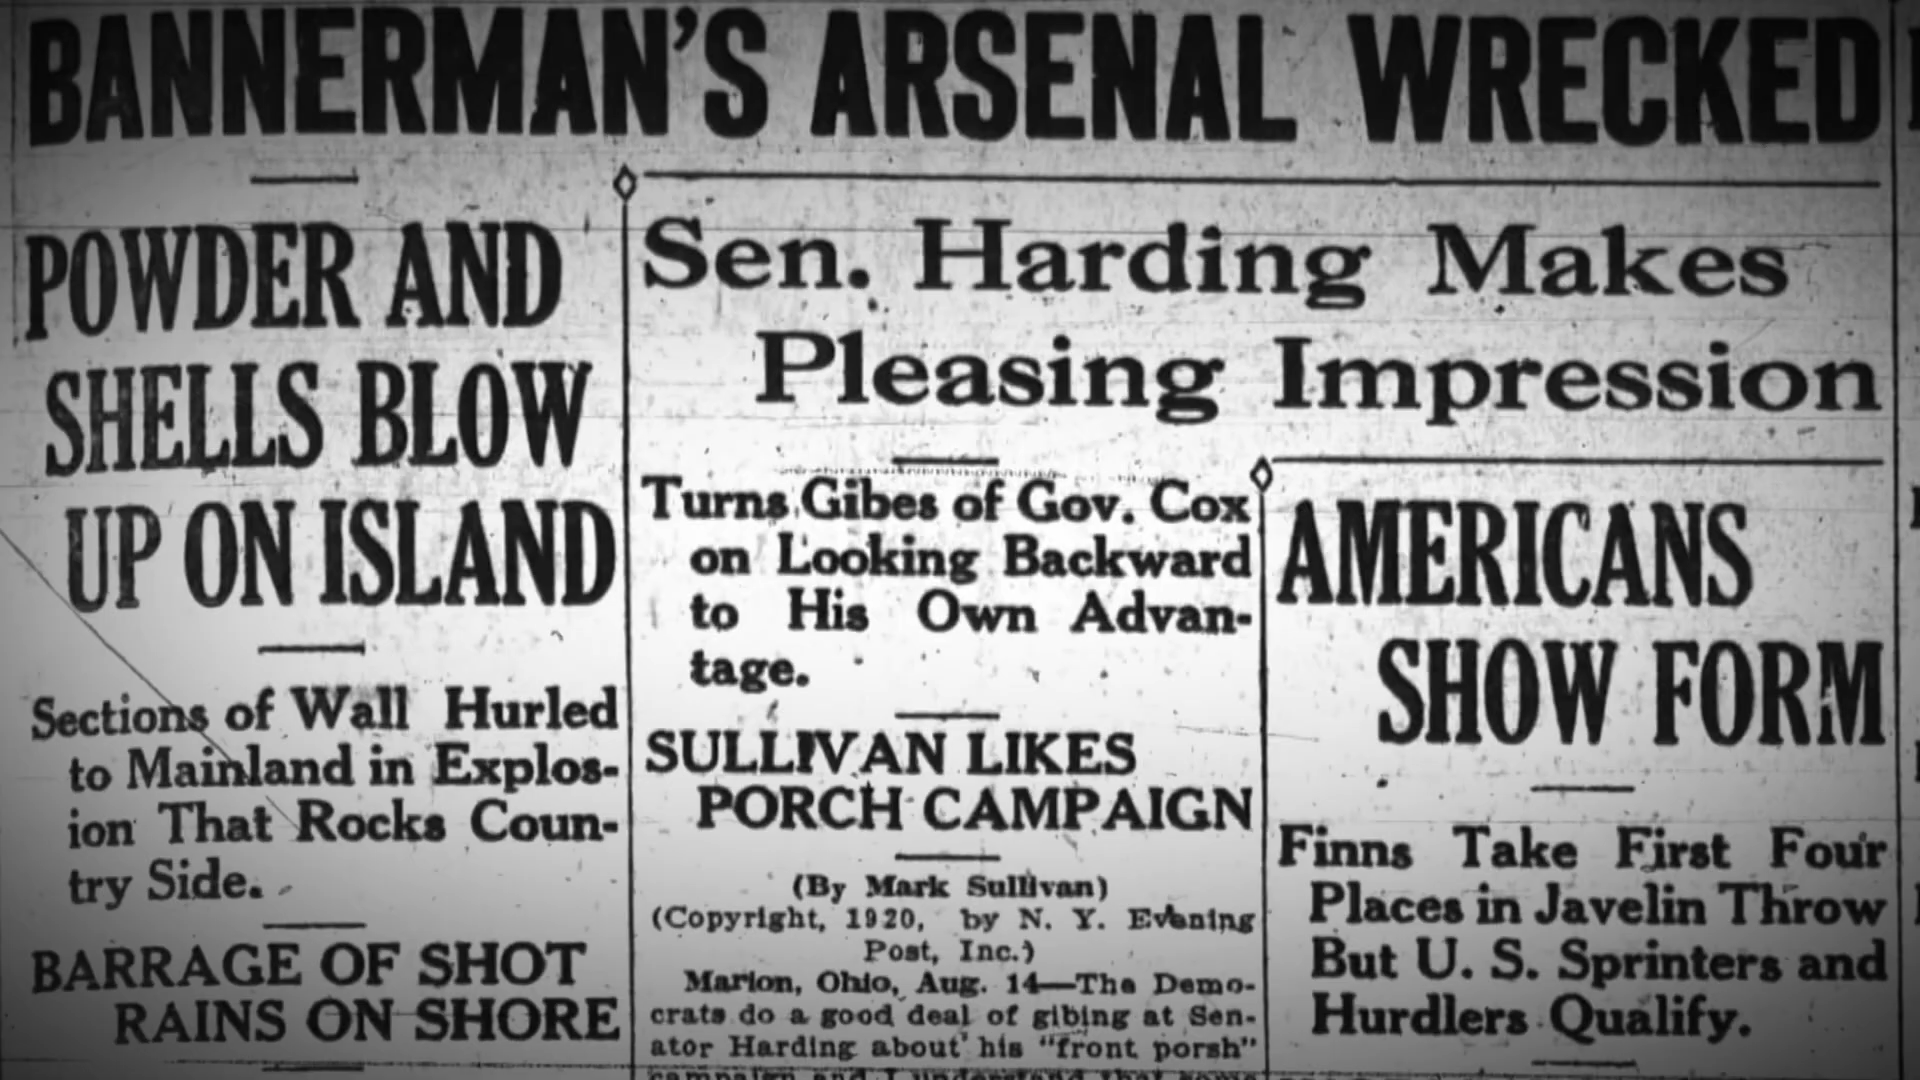 BANNERMAN'S ARSENAL WRECKED
POWDER AND
SHELLS BLOW
UP ON ISLAND
Sections of Wall Hurled
to Mainland in Explos-
ion That Rocks Coun-
try Side.
BARRAGE OF SHOT
RAINS ON SHORE
Sen. Harding Makes
Pleasing Impression
Turns Gibes of Gov. Cox
on Looking Backward
to His Own Advan-
tage.
SULLIVAN LIKES
PORCH CAMPAIGN
(By Mark Sullivan)
(Copyright, 1920, by N. Y. Evening
Post, Inc.)
Marion, Ohio, Aug. 14—The Demo-
crats do a good deal of gibing at Sen-
ator Harding about his "front porsh"
campaign and I understand that some
AMERICANS
SHOW FORM
Finns Take First Four
Places in Javelin Throw
But U. S. Sprinters and
Hurdlers Qualify.